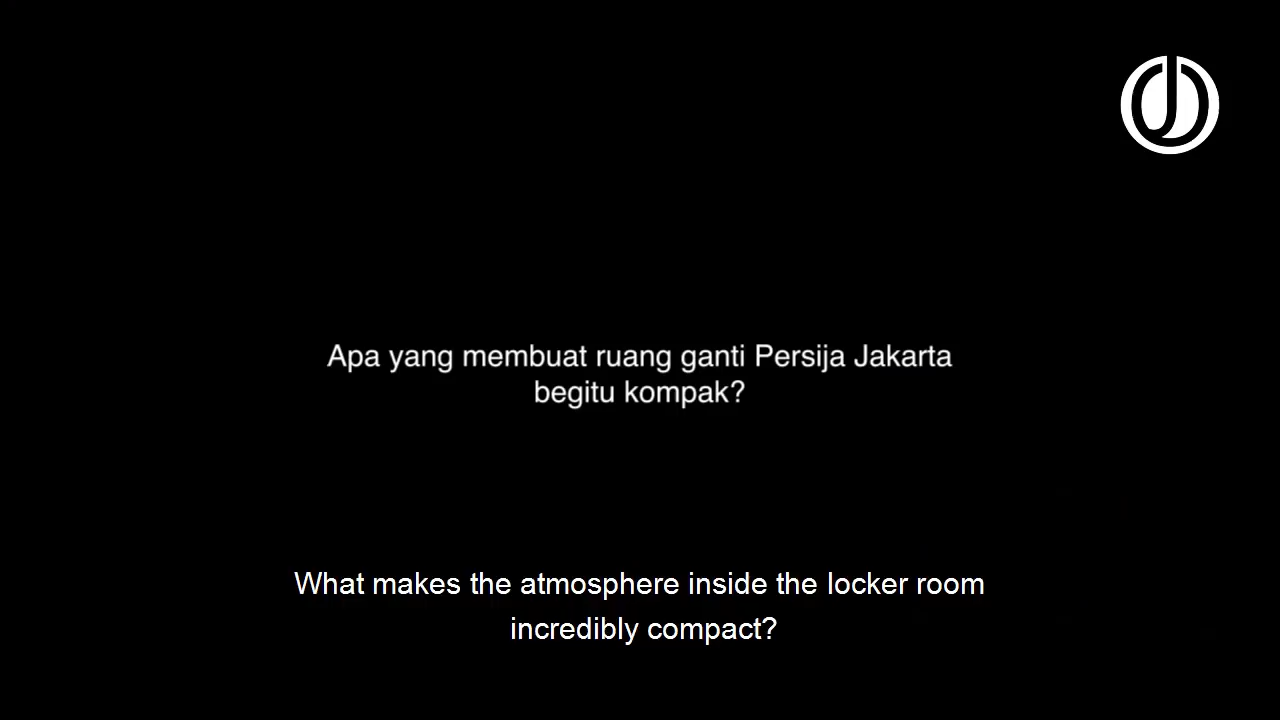 Apa yang membuat ruang ganti Persija Jakarta
begitu kompak?
What makes the atmosphere inside the locker room
incredibly compact?